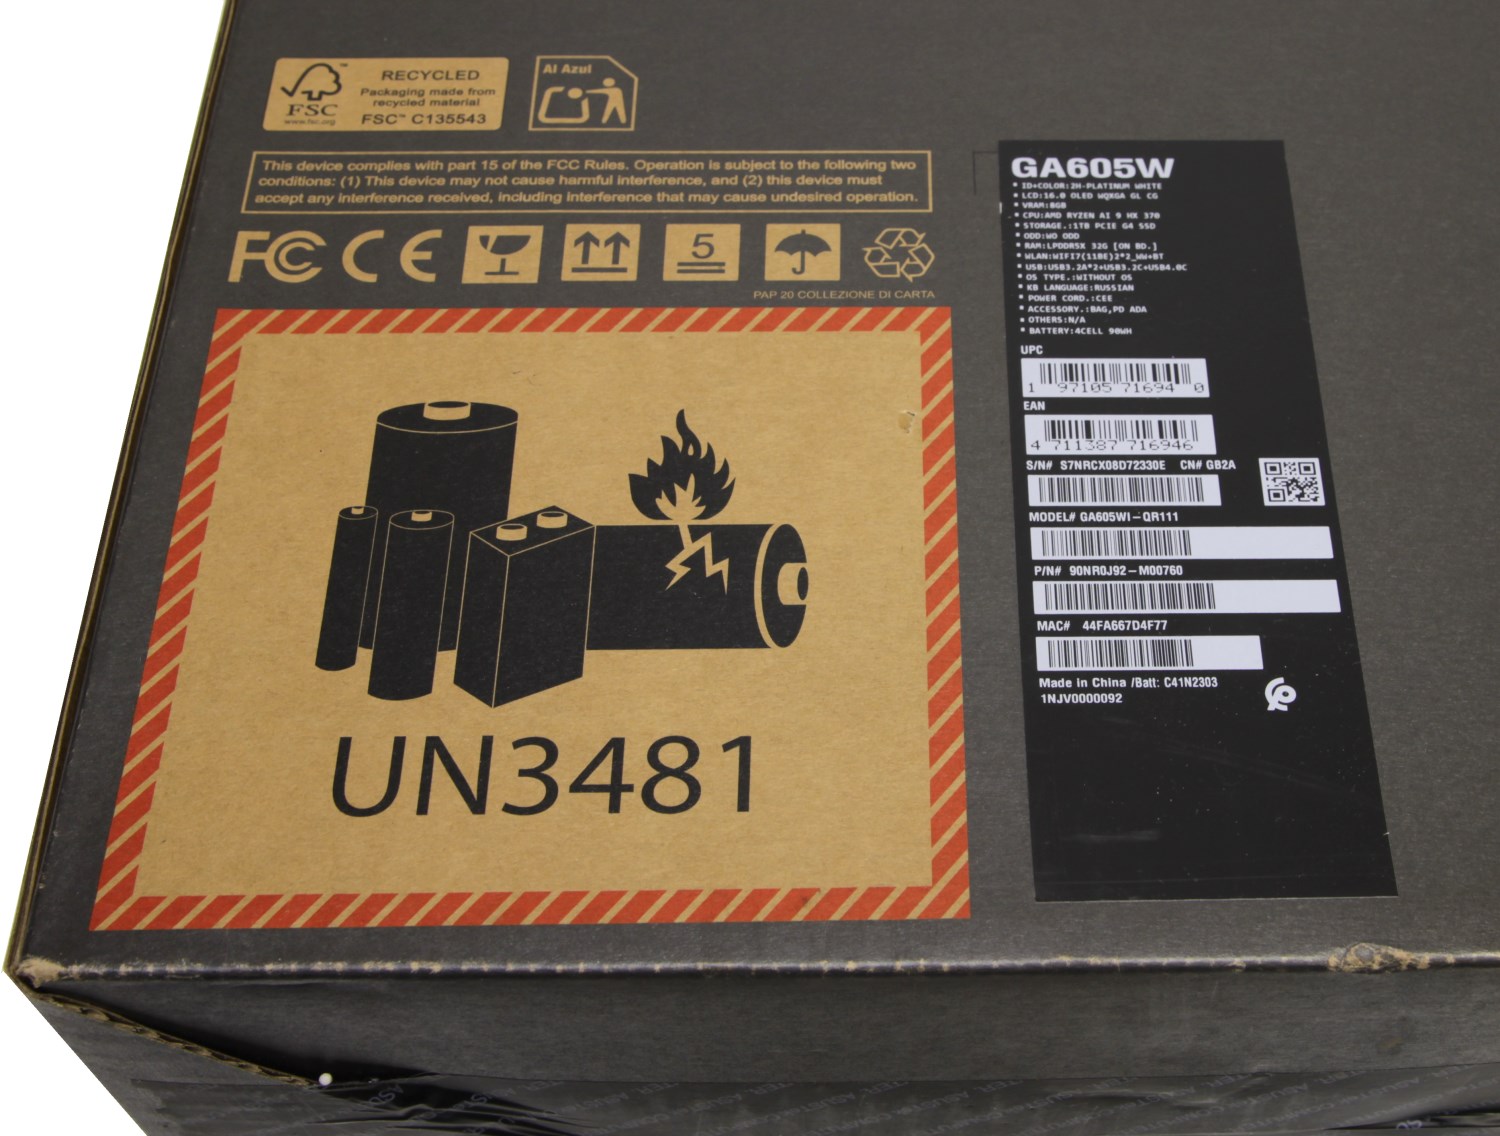 FSC
www.fsc.org
RECYCLED
Packaging made from
recycled material
FSC™ C135543
Al Azul
This device complies with part 15 of the FCC Rules. Operation is subject to the following two
conditions: (1) This device may not cause harmful interference, and (2) this device must
accept any interference received, including interference that may cause undesired operation.
FC CE
5
PAP 20 COLLEZIONE DI CARTA
UN3481
GA605W
* ID+COLOR:2H-PLATINUM WHITE
* LCD:16.0 OLED WQXGA GL CG
* VRAM:8GB
* CPU:AMD RYZEN AI 9 HX 370
* STORAGE.:1TB PCIE G4 SSD
* ODD:WO ODD
* RAM:LPDDR5X 32G [ON BD.]
* WLAN:WIFI7(11BE)2*2_WW+BT
* USB:USB3.2A*2+USB3.2C+USB4.0C
* OS TYPE.:WITHOUT OS
* KB LANGUAGE:RUSSIAN
* POWER CORD.:CEE
* ACCESSORY.:BAG,PD ADA
* OTHERS:N/A
* BATTERY:4CELL 90WH
UPC
1 97105 71694 0
EAN
4 711387 716946
S/N# S7NRCX08D72330E CN# GB2A
MODEL# GA605WI-QR111
P/N# 90NR0J92-M00760
MAC# 44FA667D4F77
Made in China /Batt: C41N2303
1NJV0000092